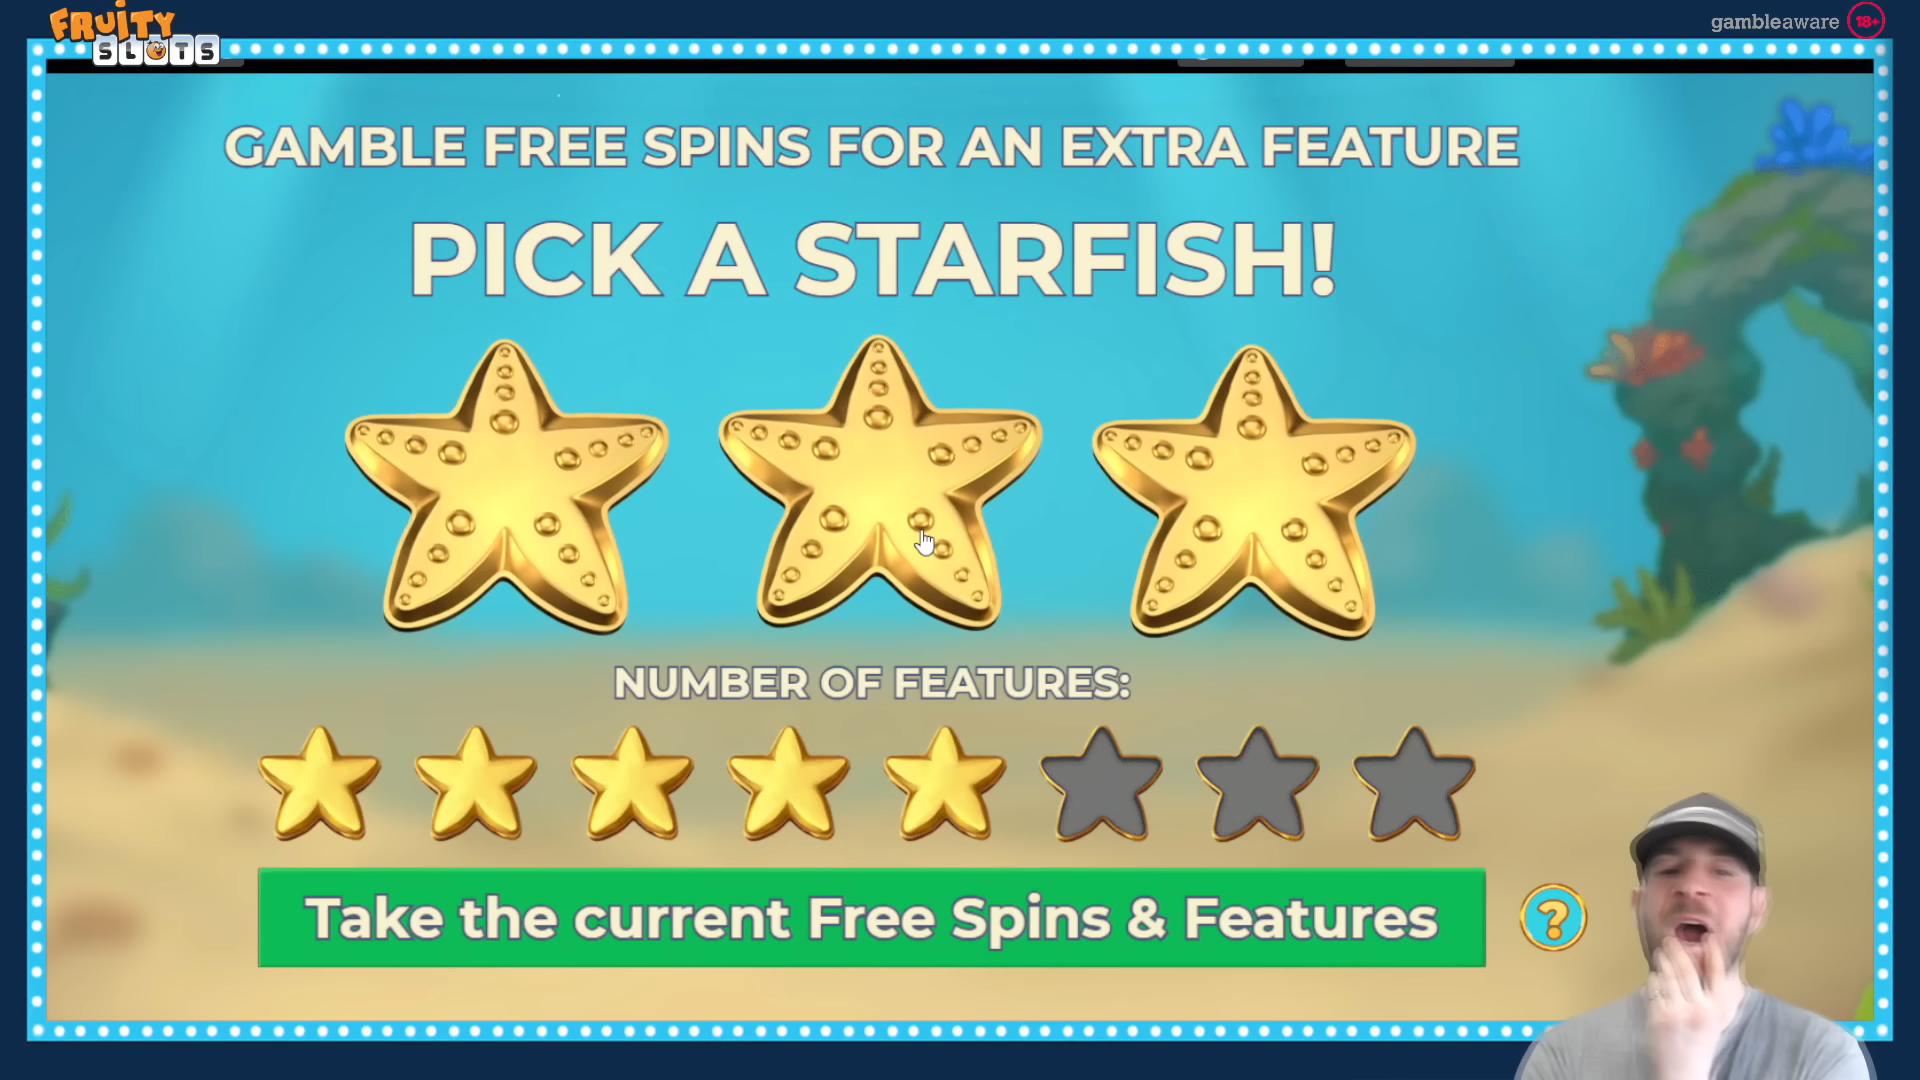 FRUITY
SLOTS
gambleaware 18+
GAMBLE FREE SPINS FOR AN EXTRA FEATURE
PICK A STARFISH!
NUMBER OF FEATURES:
Take the current Free Spins & Features
?